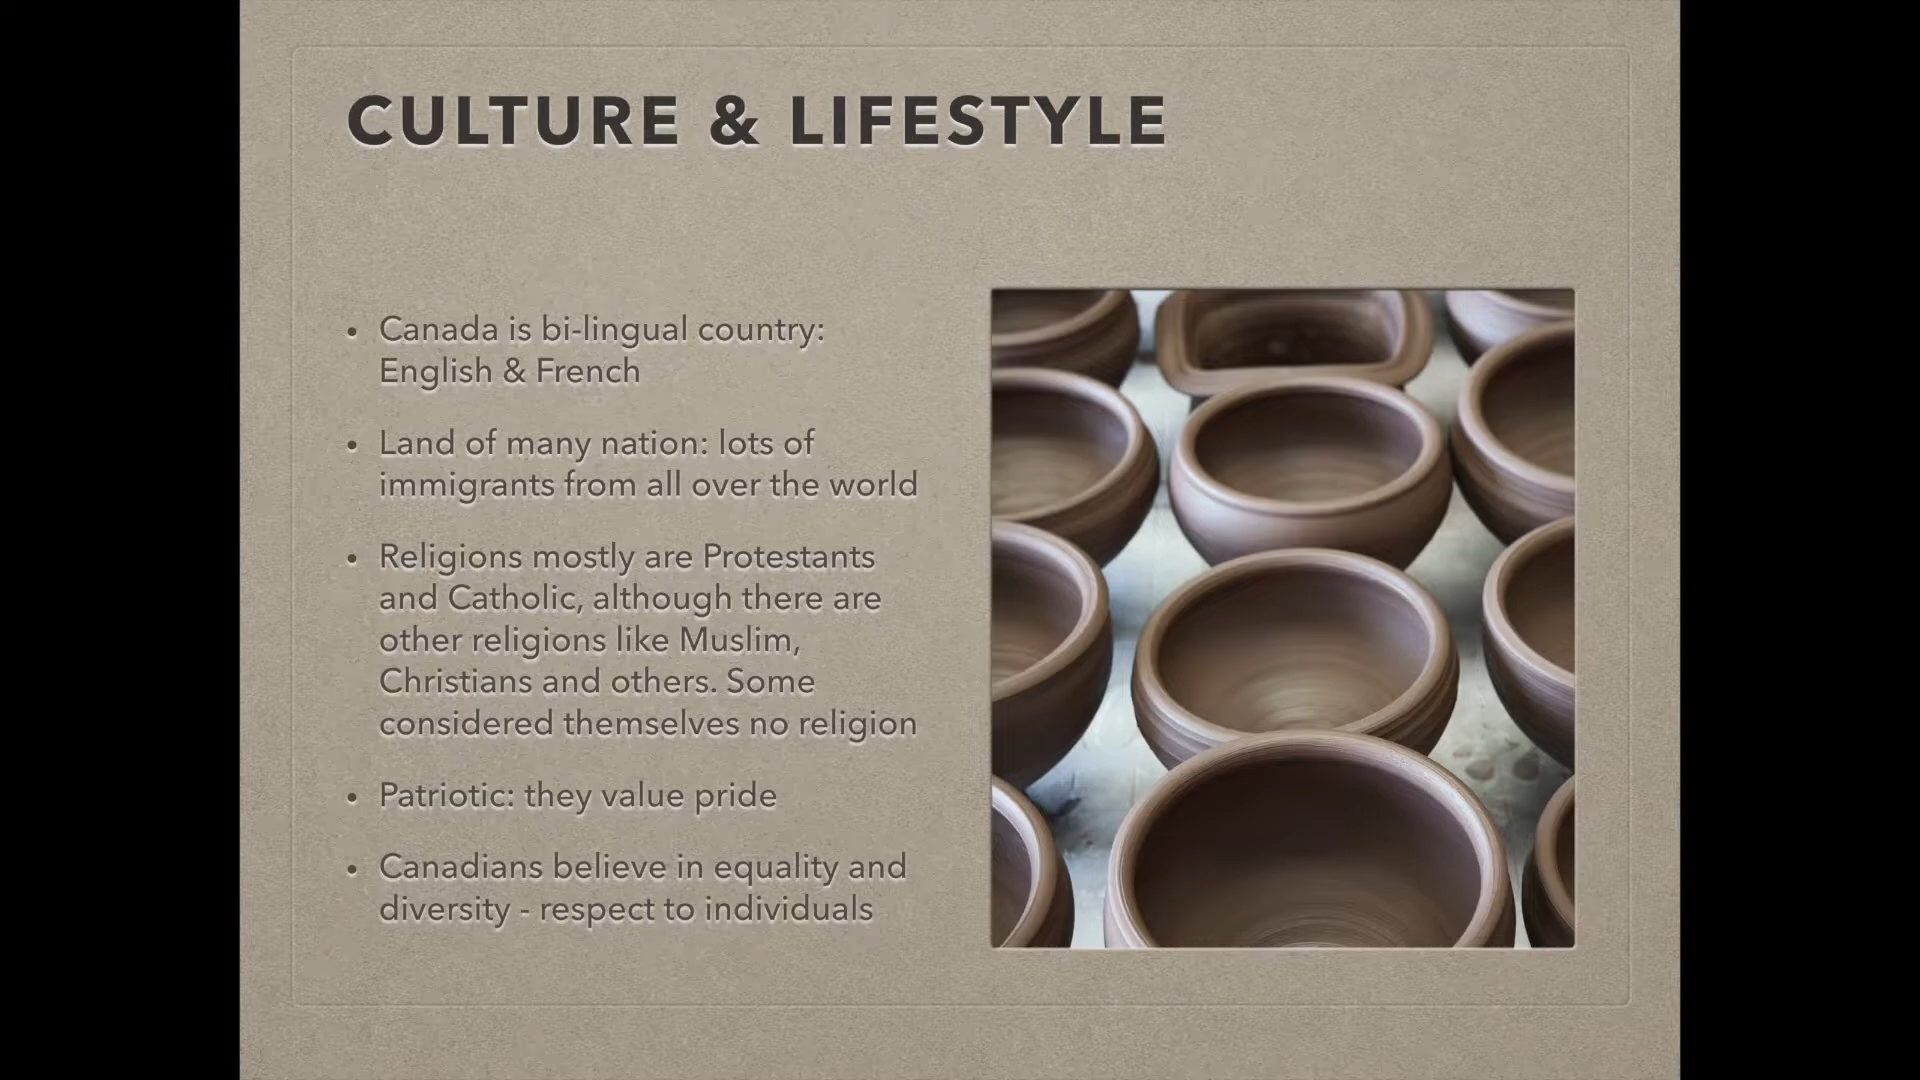 CULTURE & LIFESTYLE
• Canada is bi-lingual country:
English & French
• Land of many nation: lots of
immigrants from all over the world
• Religions mostly are Protestants
and Catholic, although there are
other religions like Muslim,
Christians and others. Some
considered themselves no religion
• Patriotic: they value pride
• Canadians believe in equality and
diversity - respect to individuals